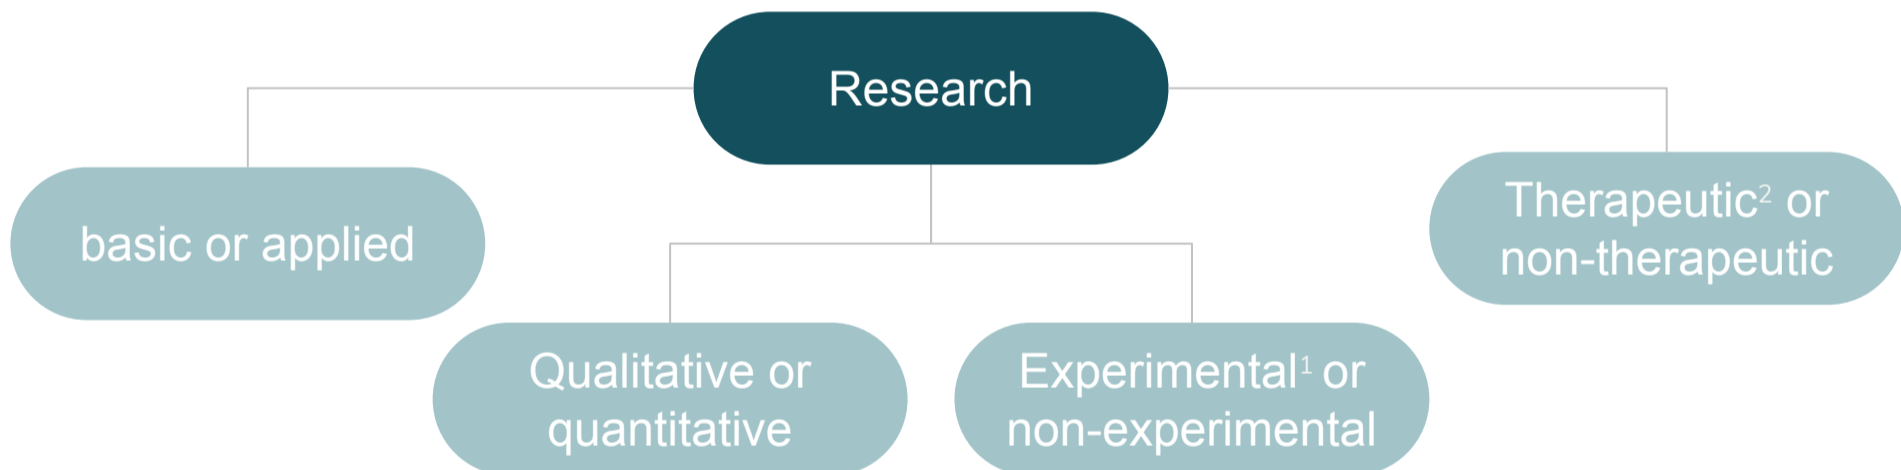 Research
basic or applied
Therapeutic² or
non-therapeutic
Qualitative or
quantitative
Experimental¹ or
non-experimental